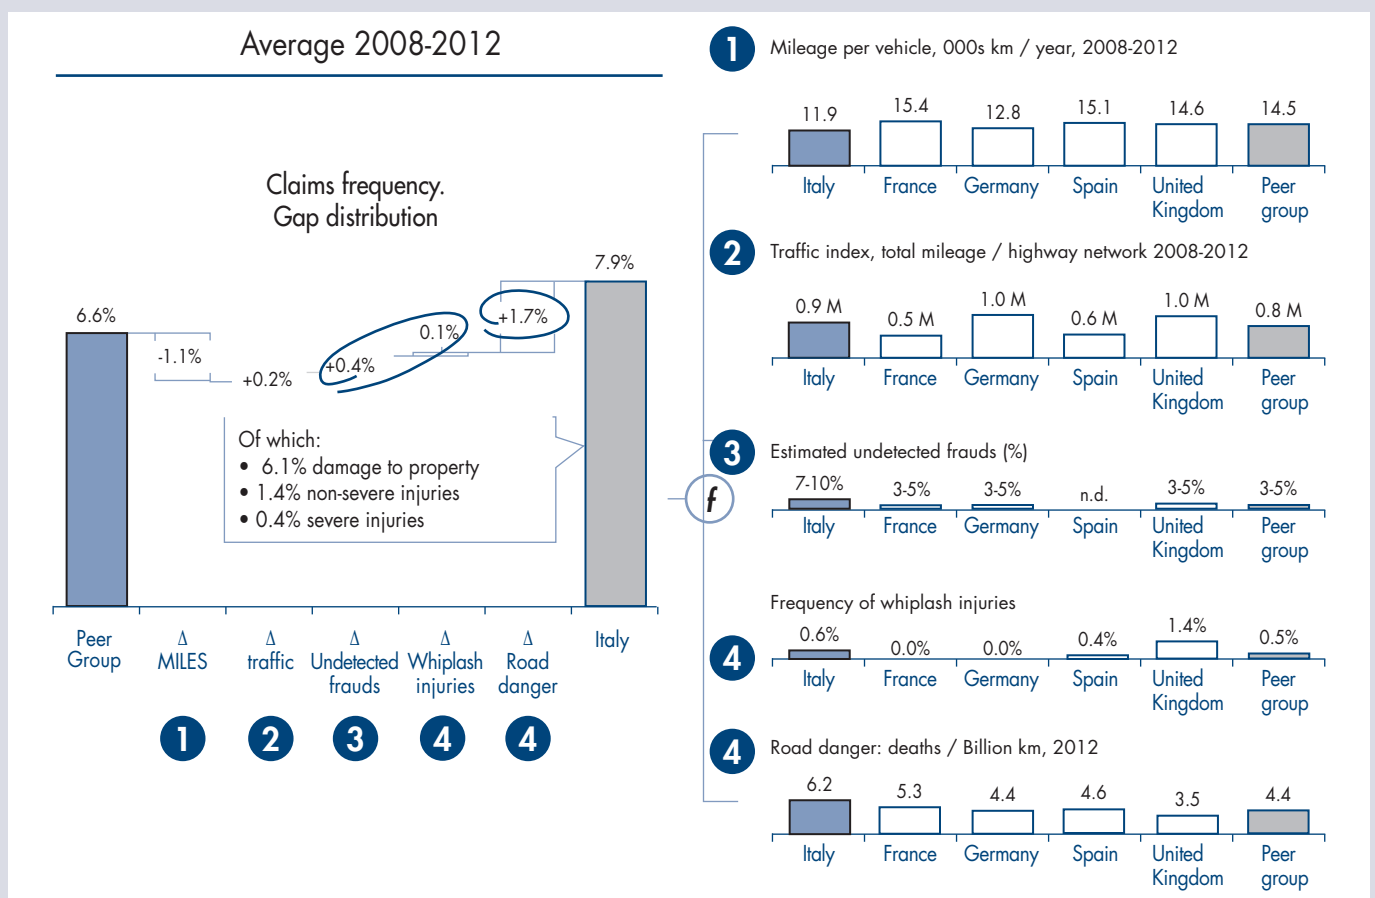 Average 2008-2012
Claims frequency.
Gap distribution
6.6%
-1.1%
+0.2%
+0.4%
0.1%
+1.7%
7.9%
Of which:
• 6.1% damage to property
• 1.4% non-severe injuries
• 0.4% severe injuries
Peer
Group
Δ
MILES
Δ
traffic
Δ
Undetected
frauds
Δ
Whiplash
injuries
Δ
Road
danger
Italy
1
2
3
4
4
f
1
Mileage per vehicle, 000s km / year, 2008-2012
11.9
15.4
12.8
15.1
14.6
14.5
Italy
France
Germany
Spain
United
Kingdom
Peer
group
2
Traffic index, total mileage / highway network 2008-2012
0.9 M
0.5 M
1.0 M
0.6 M
1.0 M
0.8 M
Italy
France
Germany
Spain
United
Kingdom
Peer
group
3
Estimated undetected frauds (%)
7-10%
3-5%
3-5%
n.d.
3-5%
3-5%
Italy
France
Germany
Spain
United
Kingdom
Peer
group
4
Frequency of whiplash injuries
0.6%
0.0%
0.0%
0.4%
1.4%
0.5%
Italy
France
Germany
Spain
United
Kingdom
Peer
group
4
Road danger: deaths / Billion km, 2012
6.2
5.3
4.4
4.6
3.5
4.4
Italy
France
Germany
Spain
United
Kingdom
Peer
group